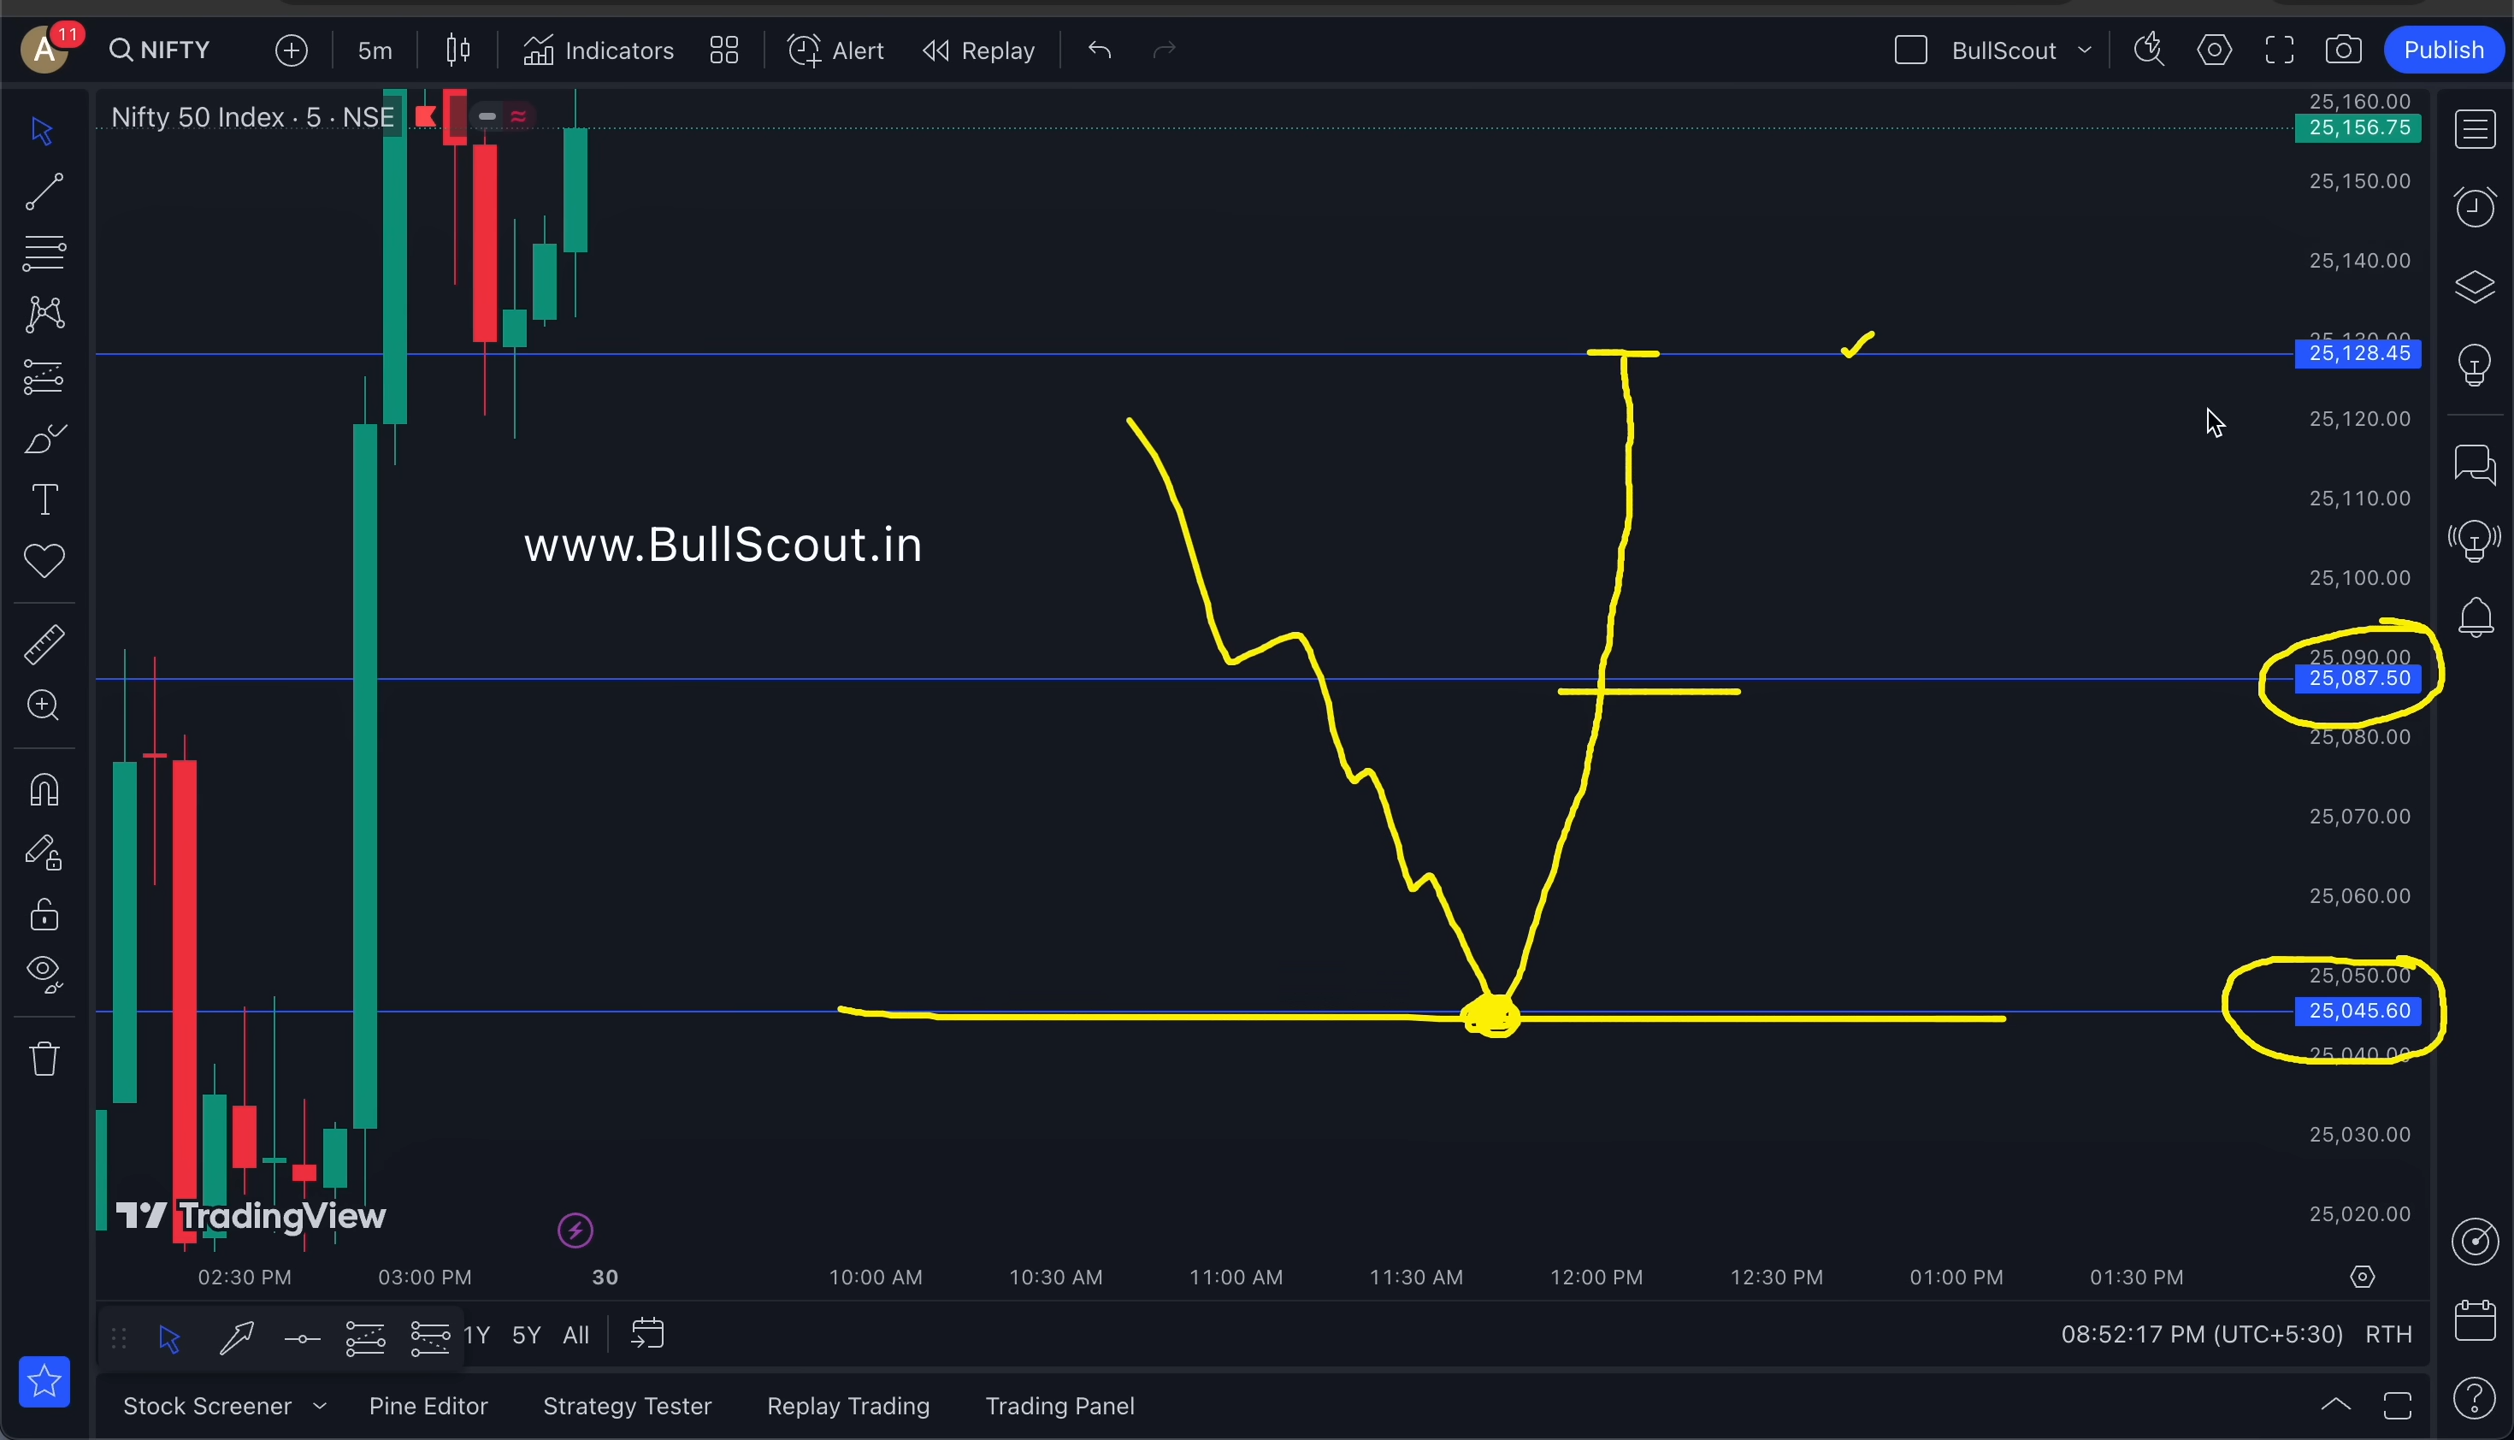 A
11
NIFTY
5m
Indicators
Alert
Replay
BullScout
Publish
Nifty 50 Index · 5 · NSE
25,160.00
25,156.75
25,150.00
25,140.00
25,130.00
25,128.45
25,120.00
25,110.00
www.BullScout.in
25,100.00
25,090.00
25,087.50
25,080.00
25,070.00
25,060.00
25,050.00
25,045.60
25,040.00
25,030.00
25,020.00
TradingView
02:30 PM 03:00 PM 30 10:00 AM 10:30 AM 11:00 AM 11:30 AM 12:00 PM 12:30 PM 01:00 PM 01:30 PM
1Y 5Y All
08:52:17 PM (UTC+5:30) RTH
Stock Screener Pine Editor Strategy Tester Replay Trading Trading Panel